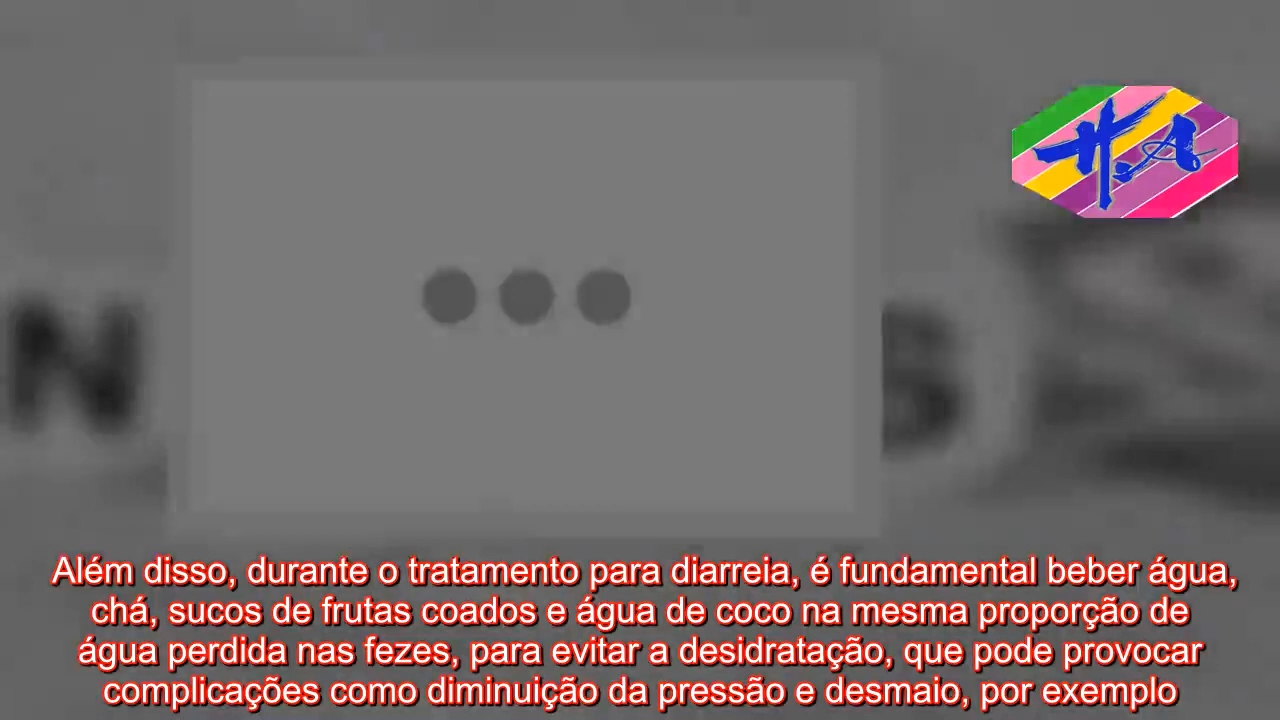 HA
N
Além disso, durante o tratamento para diarreia, é fundamental beber água,
chá, sucos de frutas coados e água de coco na mesma proporção de
água perdida nas fezes, para evitar a desidratação, que pode provocar
complicações como diminuição da pressão e desmaio, por exemplo